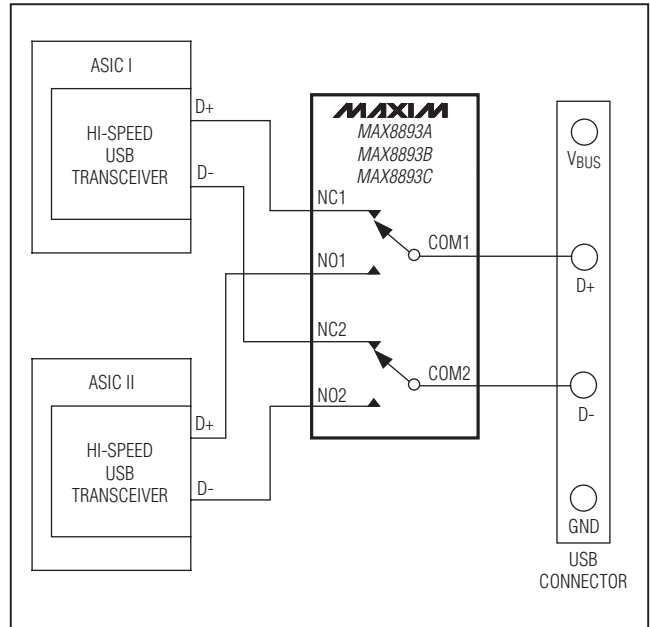 ASIC I
HI-SPEED
USB
TRANSCEIVER
D+
D-
ASIC II
HI-SPEED
USB
TRANSCEIVER
D+
D-
MAXIM
MAX8893A
MAX8893B
MAX8893C
NC1
COM1
NO1
NC2
COM2
NO2
VBUS
D+
D-
GND
USB
CONNECTOR